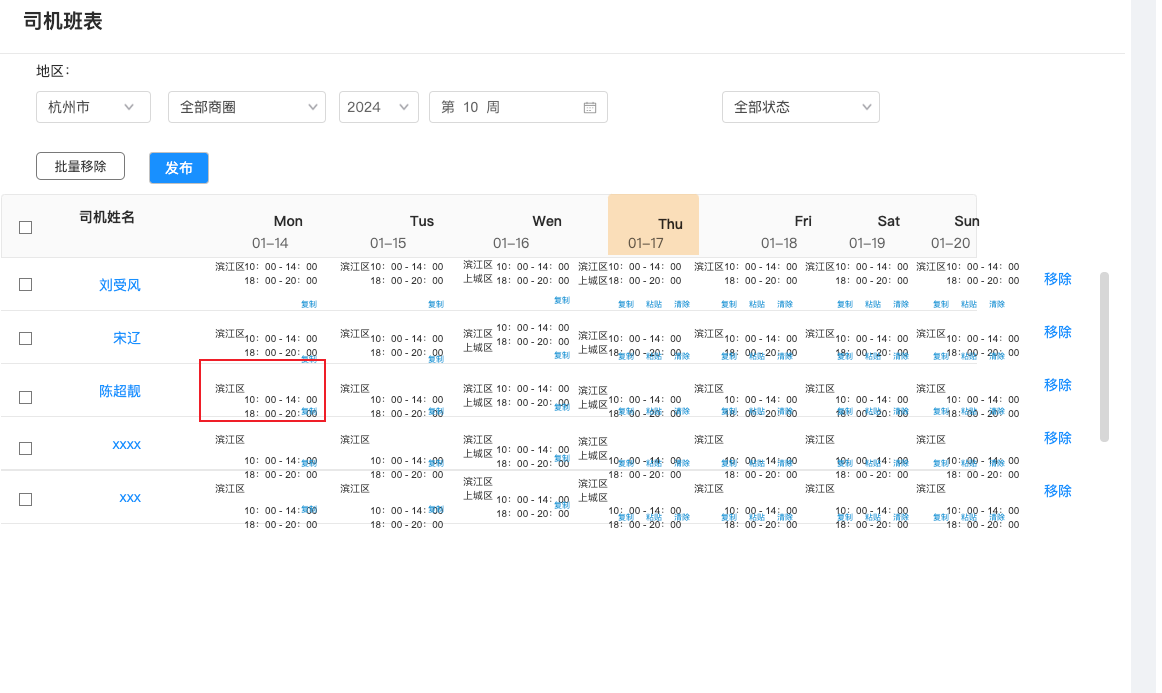 司机班表
地区：
杭州市 全部商圈 2024 第 10 周 全部状态
批量移除 发布
司机姓名 Mon Tus Wen Thu Fri Sat Sun
01-14 01-15 01-16 01-17 01-18 01-19 01-20
刘受风 滨江区10：00 - 14：00 滨江区10：00 - 14：00 滨江区 10：00 - 14：00 滨江区10：00 - 14：00 滨江区10：00 - 14：00 滨江区10：00 - 14：00 滨江区10：00 - 14：00 移除
18：00 - 20：00 18：00 - 20：00 上城区 18：00 - 20：00 上城区18：00 - 20：00 18：00 - 20：00 18：00 - 20：00 18：00 - 20：00
复制 复制 复制 复制 粘贴 清除 复制 粘贴 清除 复制 粘贴 清除 复制 粘贴 清除
宋辽 滨江区10：00 - 14：00 滨江区10：00 - 14：00 滨江区 10：00 - 14：00 滨江区10：00 - 14：00 滨江区10：00 - 14：00 滨江区10：00 - 14：00 滨江区10：00 - 14：00 移除
18：00 - 20：00 18：00 - 20：00 上城区 18：00 - 20：00 上城区18：00 - 20：00 18：00 - 20：00 18：00 - 20：00 18：00 - 20：00
复制 复制 复制 复制 粘贴 清除 复制 粘贴 清除 复制 粘贴 清除 复制 粘贴 清除
陈超靓 滨江区 滨江区 滨江区 10：00 - 14：00 滨江区 滨江区 滨江区 滨江区 移除
10：00 - 14：00 10：00 - 14：00 上城区 18：00 - 20：00 上城区10：00 - 14：00 10：00 - 14：00 10：00 - 14：00 10：00 - 14：00
18：00 - 20：00 18：00 - 20：00 18：00 - 20：00 18：00 - 20：00 18：00 - 20：00 18：00 - 20：00
复制 复制 复制 复制 粘贴 清除 复制 粘贴 清除 复制 粘贴 清除 复制 粘贴 清除
xxxx 滨江区 滨江区 滨江区 滨江区 滨江区 滨江区 滨江区 移除
上城区 10：00 - 14：00 上城区
10：00 - 14：00 10：00 - 14：00 18：00 - 20：00 10：00 - 14：00 10：00 - 14：00 10：00 - 14：00 10：00 - 14：00
18：00 - 20：00 18：00 - 20：00 18：00 - 20：00 18：00 - 20：00 18：00 - 20：00 18：00 - 20：00
复制 复制 复制 复制 粘贴 清除 复制 粘贴 清除 复制 粘贴 清除 复制 粘贴 清除
xxx 滨江区 滨江区 滨江区 滨江区 滨江区 滨江区 滨江区 移除
上城区 10：00 - 14：00 上城区
10：00 - 14：00 10：00 - 14：00 18：00 - 20：00 10：00 - 14：00 10：00 - 14：00 10：00 - 14：00 10：00 - 14：00
18：00 - 20：00 18：00 - 20：00 18：00 - 20：00 18：00 - 20：00 18：00 - 20：00 18：00 - 20：00
复制 复制 复制 复制 粘贴 清除 复制 粘贴 清除 复制 粘贴 清除 复制 粘贴 清除